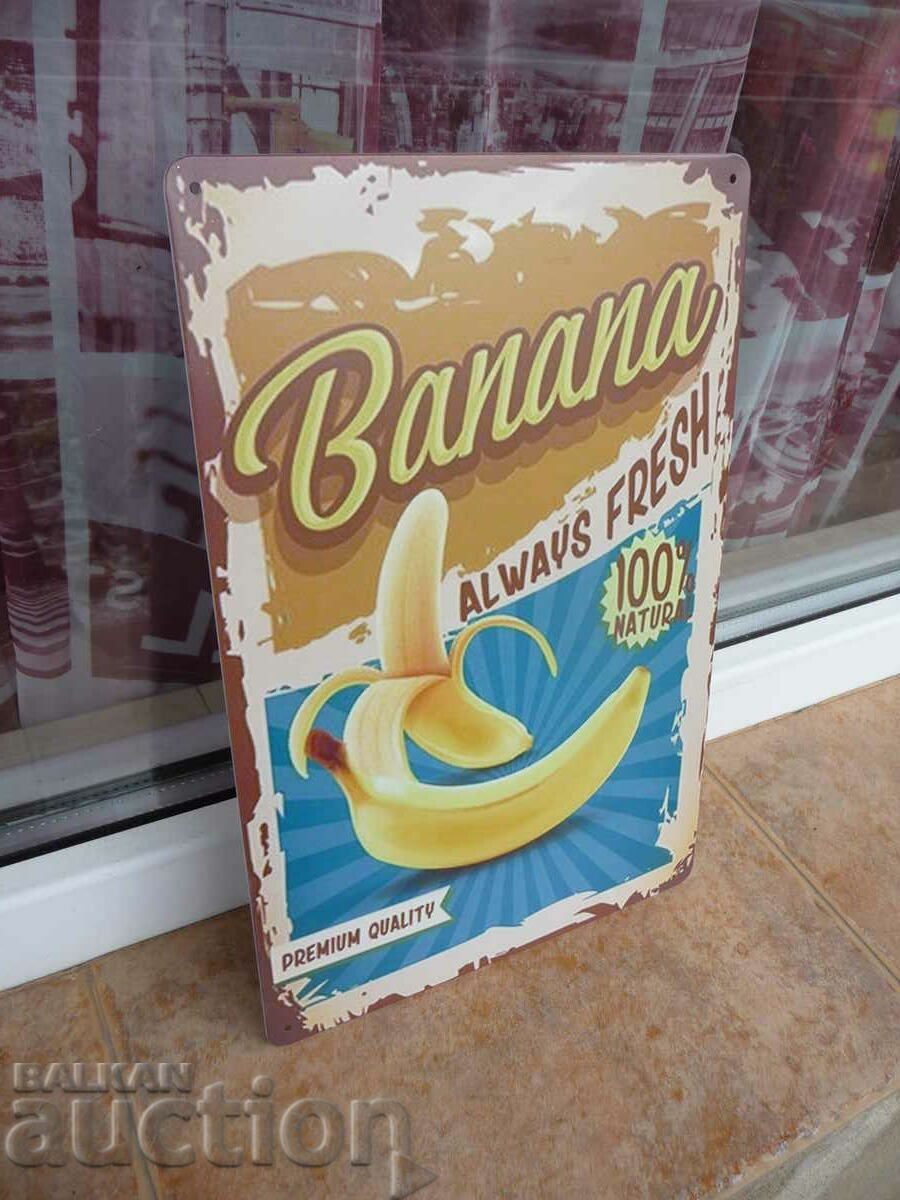 Banana
ALWAYS FRESH
100%
NATURAL
PREMIUM QUALITY
BALKAN
auction